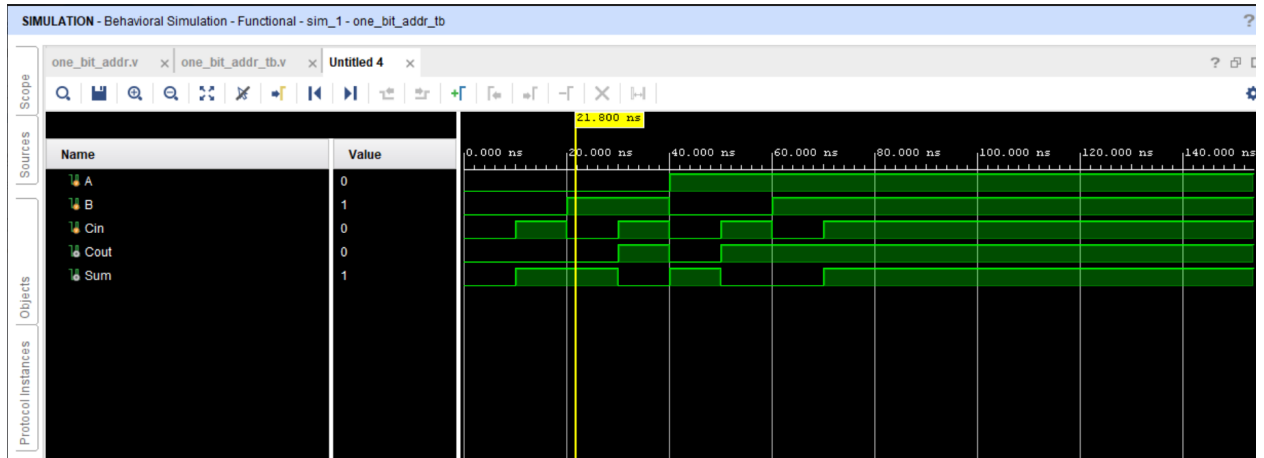 SIMULATION - Behavioral Simulation - Functional - sim_1 - one_bit_addr_tb ?
one_bit_addr.v × one_bit_addr_tb.v × Untitled 4 × ?
Scope
Sources
Objects
Protocol Instances
21.800 ns
Name Value 0.000 ns 20.000 ns 40.000 ns 60.000 ns 80.000 ns 100.000 ns 120.000 ns 140.000 ns
A 0
B 1
Cin 0
Cout 0
Sum 1